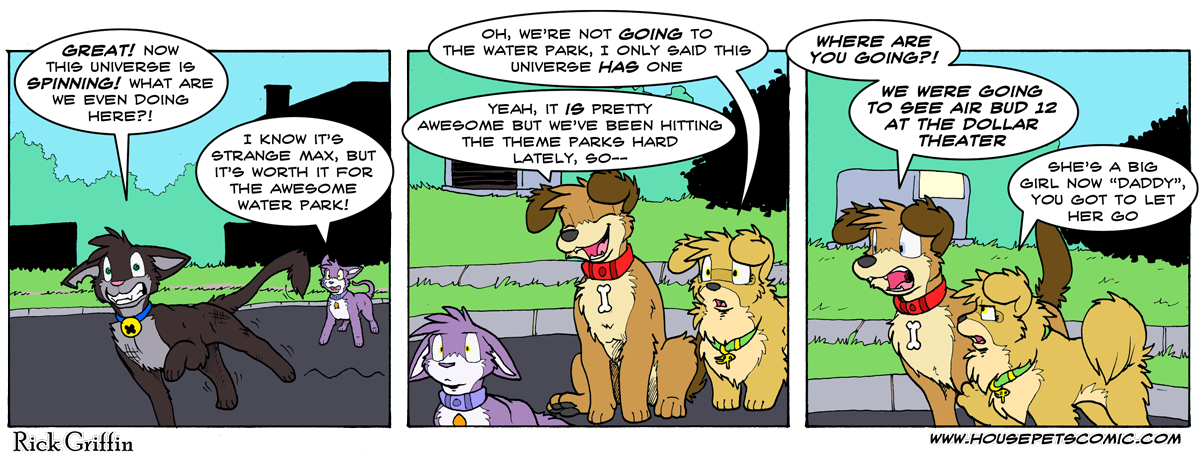 GREAT! NOW
THIS UNIVERSE IS
SPINNING! WHAT ARE
WE EVEN DOING
HERE?!
I KNOW IT'S
STRANGE MAX, BUT
IT'S WORTH IT FOR
THE AWESOME
WATER PARK!
OH, WE'RE NOT GOING TO
THE WATER PARK, I ONLY SAID THIS
UNIVERSE HAS ONE
YEAH, IT IS PRETTY
AWESOME BUT WE'VE BEEN HITTING
THE THEME PARKS HARD
LATELY, SO--
WHERE ARE
YOU GOING?!
WE WERE GOING
TO SEE AIR BUD 12
AT THE DOLLAR
THEATER
SHE'S A BIG
GIRL NOW "DADDY",
YOU GOT TO LET
HER GO
Rick Griffin
WWW.HOUSEPETSCOMIC.COM